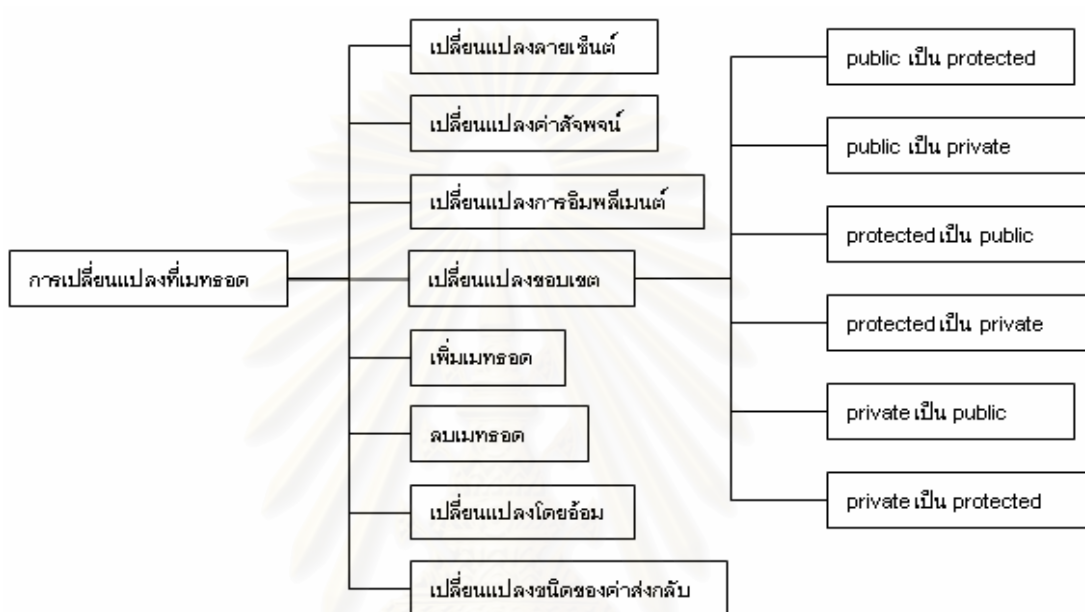 การเปลี่ยนแปลงที่เมทธอด
เปลี่ยนแปลงลายเซ็นต์
เปลี่ยนแปลงค่าสัจพจน์
เปลี่ยนแปลงการอิมพลีเมนต์
เปลี่ยนแปลงขอบเขต
เพิ่มเมทธอด
ลบเมทธอด
เปลี่ยนแปลงโดยอ้อม
เปลี่ยนแปลงชนิดของค่าส่งกลับ
public เป็น protected
public เป็น private
protected เป็น public
protected เป็น private
private เป็น public
private เป็น protected